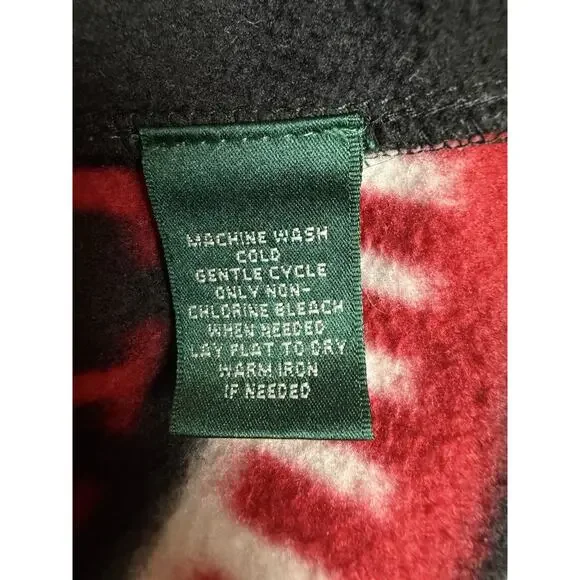 MACHINE WASH
COLD
GENTLE CYCLE
ONLY NON-
CHLORINE BLEACH
WHEN NEEDED
LAY FLAT TO DRY
WARM IRON
IF NEEDED